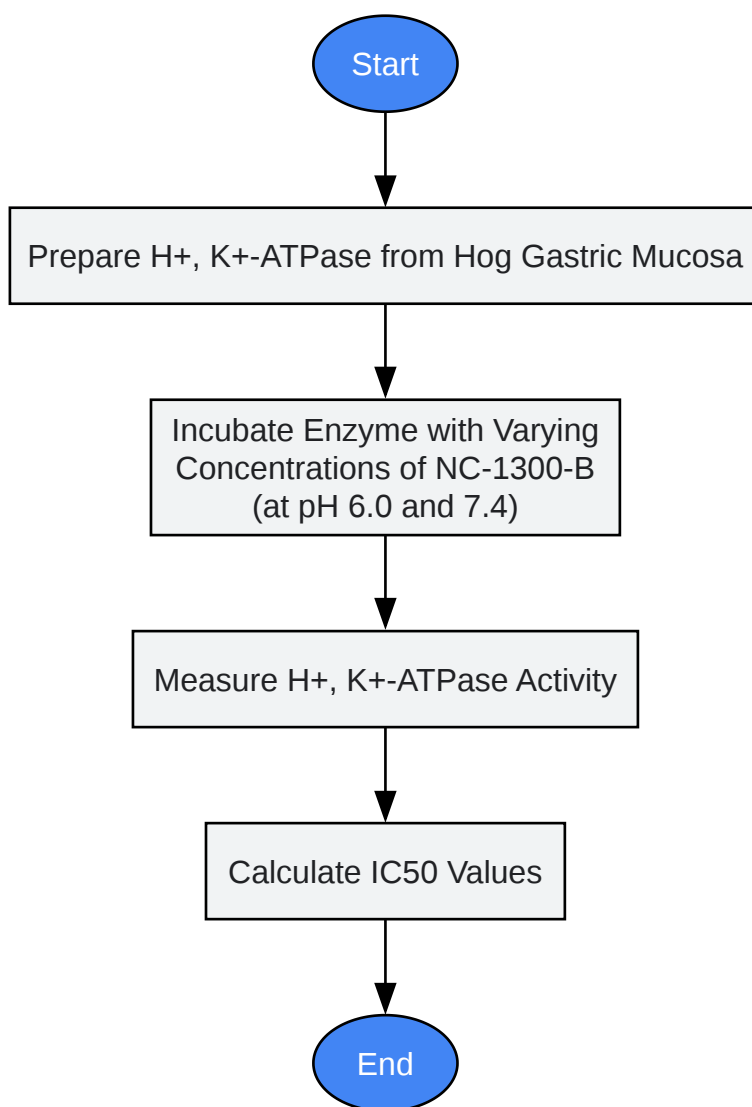 Start
Prepare H+, K+-ATPase from Hog Gastric Mucosa
Incubate Enzyme with Varying
Concentrations of NC-1300-B
(at pH 6.0 and 7.4)
Measure H+, K+-ATPase Activity
Calculate IC50 Values
End